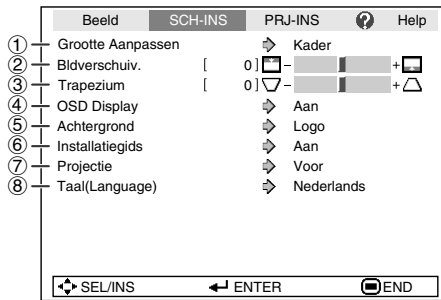 Beeld SCH-INS PRJ-INS ? Help
① Grootte Aanpassen Kader
② Bldverschuiv. [ 0] − +
③ Trapezium [ 0] − +
④ OSD Display Aan
⑤ Achtergrond Logo
⑥ Installatiegids Aan
⑦ Projectie Voor
⑧ Taal(Language) Nederlands
SEL/INS ENTER END